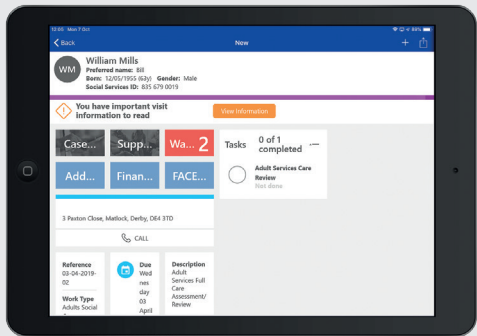 12:05 Mon 7 Oct
86%
Back
New
WM
William Mills
Preferred name: Bill
Born: 12/05/1955 (63y) Gender: Male
Social Services ID: 835 679 0019
You have important visit
information to read
View Information
Case...
Supp...
Wa... 2
Add...
Finan...
FACE...
Tasks
0 of 1
completed
Adult Services Care
Review
Not done
3 Paxton Close, Matlock, Derby, DE4 3TD
CALL
Reference
03-04-2019-
02
Work Type
Adults Social
Due
Wed
nes
day
03
April
Description
Adult
Services Full
Care
Assessment/
Review